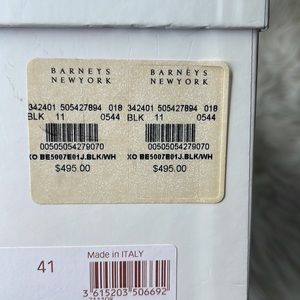 BARNEYS NEWYORK
BARNEYS NEWYORK
342401 505427894 018
342401 505427894 018
BLK 11 0544
BLK 11 0544
00505054279070
00505054279070
XO BE5007E01J.BLK/WH
XO BE5007E01J.BLK/WH
$495.00
$495.00
41
Made in ITALY
3 615203 506692